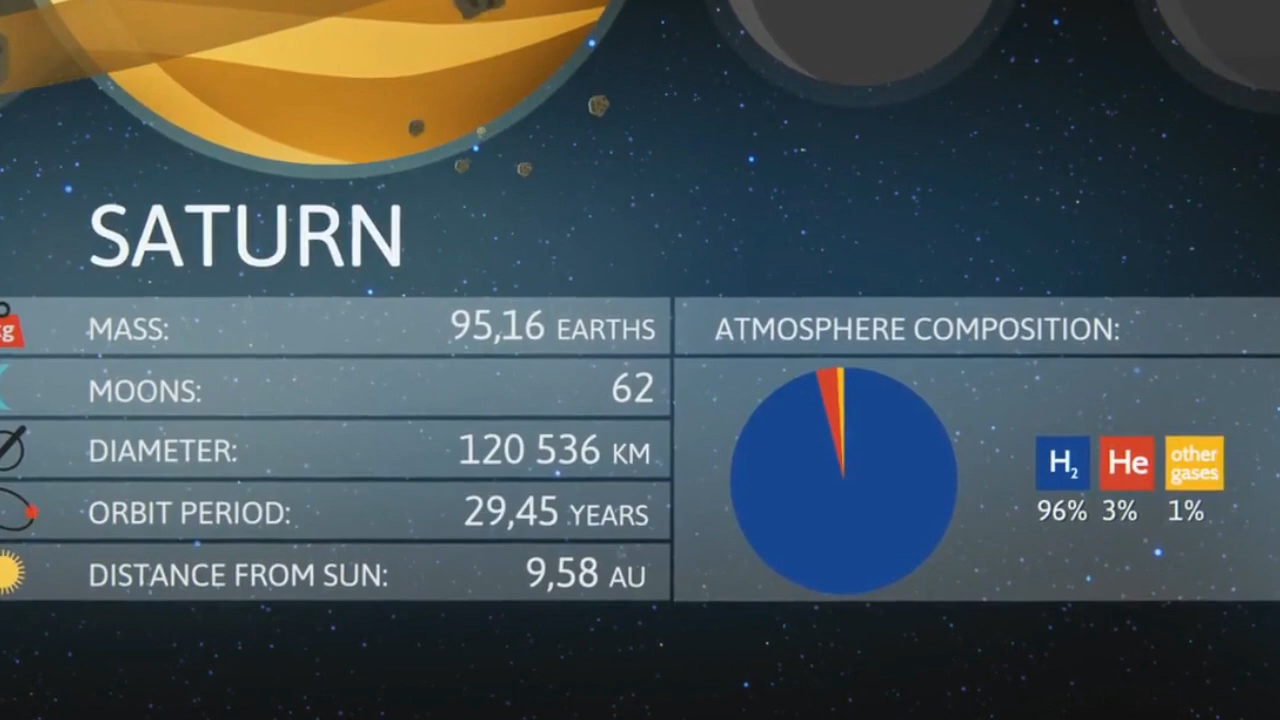 SATURN
MASS: 95,16 EARTHS
MOONS: 62
DIAMETER: 120 536 KM
ORBIT PERIOD: 29,45 YEARS
DISTANCE FROM SUN: 9,58 AU
ATMOSPHERE COMPOSITION:
H₂ He other gases
96% 3% 1%